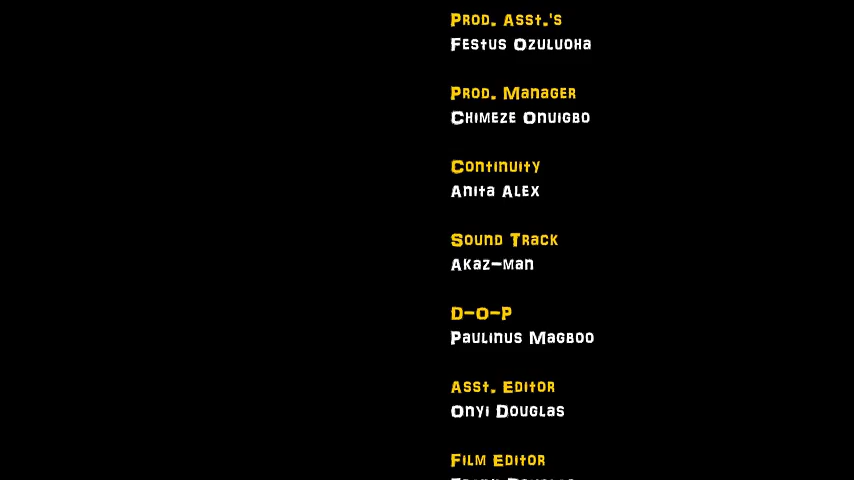 Prod. Asst.'s
Festus Ozuluoha
Prod. Manager
Chimeze Onuigbo
Continuity
Anita Alex
Sound Track
Akaz-man
D-O-P
Paulinus Magboo
Asst. Editor
Onyi Douglas
Film Editor